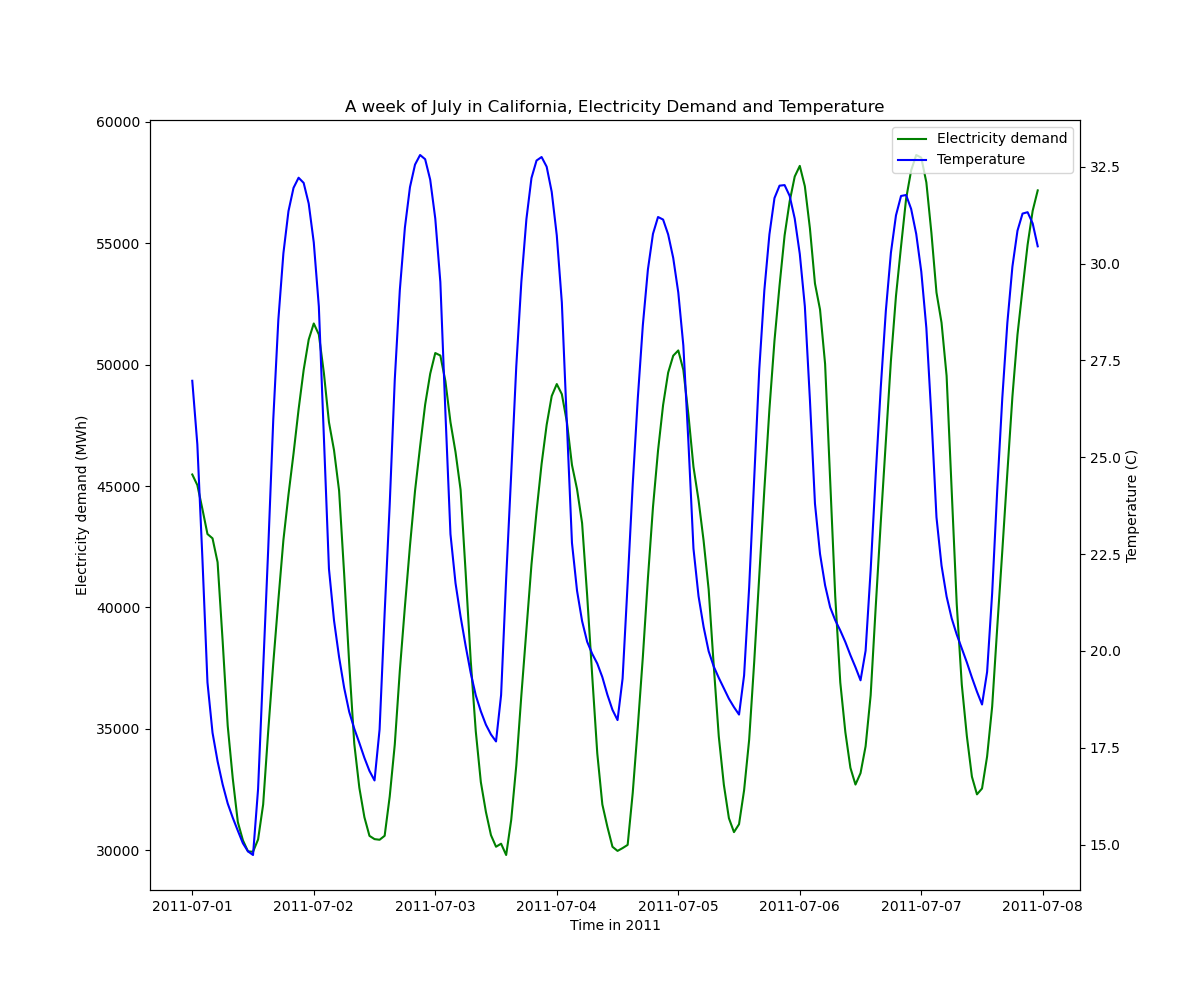 A week of July in California, Electricity Demand and Temperature
Electricity demand
Temperature
60000
55000
50000
45000
40000
35000
30000
Electricity demand (MWh)
32.5
30.0
27.5
25.0
22.5
20.0
17.5
15.0
Temperature (C)
2011-07-01 2011-07-02 2011-07-03 2011-07-04 2011-07-05 2011-07-06 2011-07-07 2011-07-08
Time in 2011